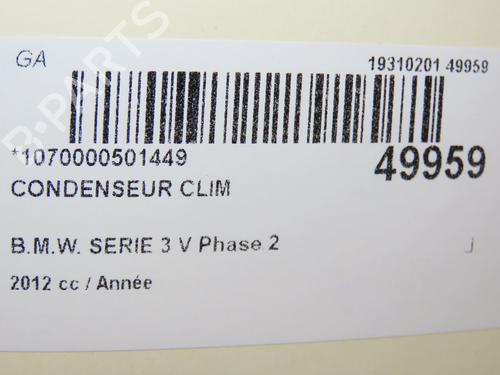 GA
19310201 49959
*1070000501449
49959
CONDENSEUR CLIM
B.M.W. SERIE 3 V Phase 2
J
2012 cc / Année
B-PARTS